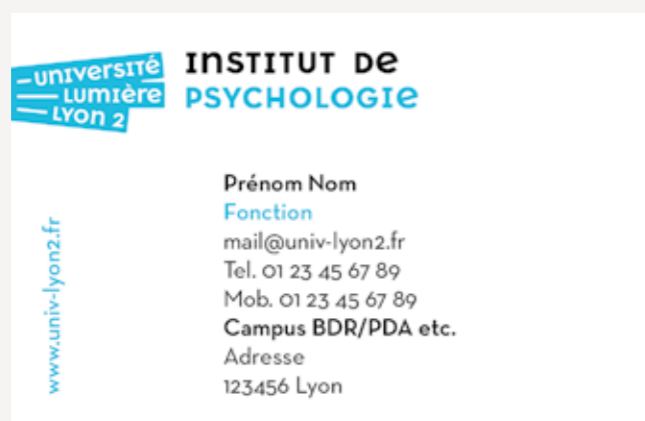 université
Lumière
Lyon 2
Institut de
Psychologie
Prénom Nom
Fonction
mail@univ-lyon2.fr
Tel. 01 23 45 67 89
Mob. 01 23 45 67 89
Campus BDR/PDA etc.
Adresse
123456 Lyon
www.univ-lyon2.fr